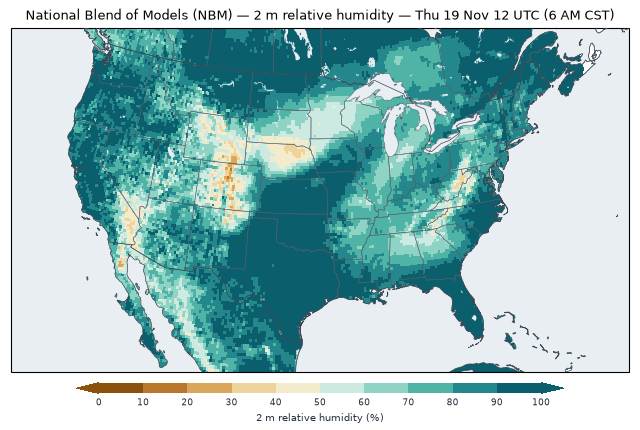 National Blend of Models (NBM) — 2 m relative humidity — Thu 19 Nov 12 UTC (6 AM CST)
0 10 20 30 40 50 60 70 80 90 100
2 m relative humidity (%)